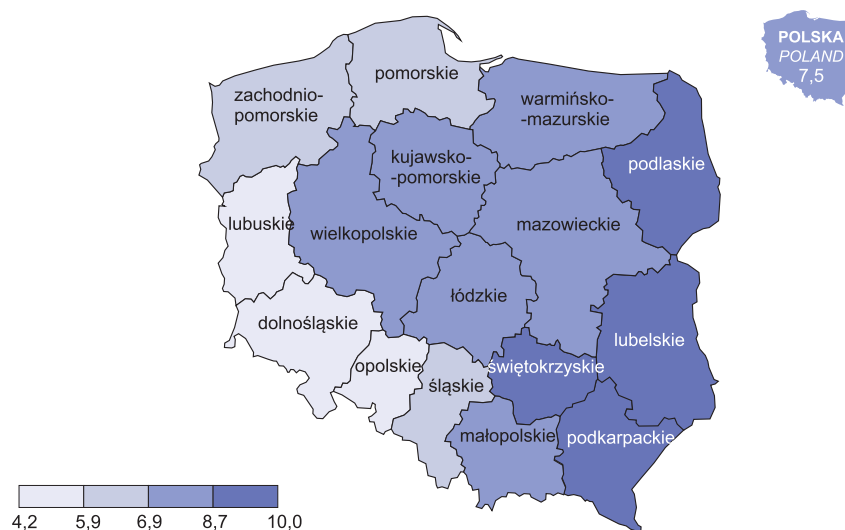 POLSKA
POLAND
7,5
pomorskie
zachodnio-
pomorskie
warmińsko-
-mazurskie
kujawsko-
-pomorskie
podlaskie
lubuskie
wielkopolskie
mazowieckie
łódzkie
dolnośląskie
lubelskie
opolskie
śląskie
świętokrzyskie
małopolskie
podkarpackie
4,2 5,9 6,9 8,7 10,0